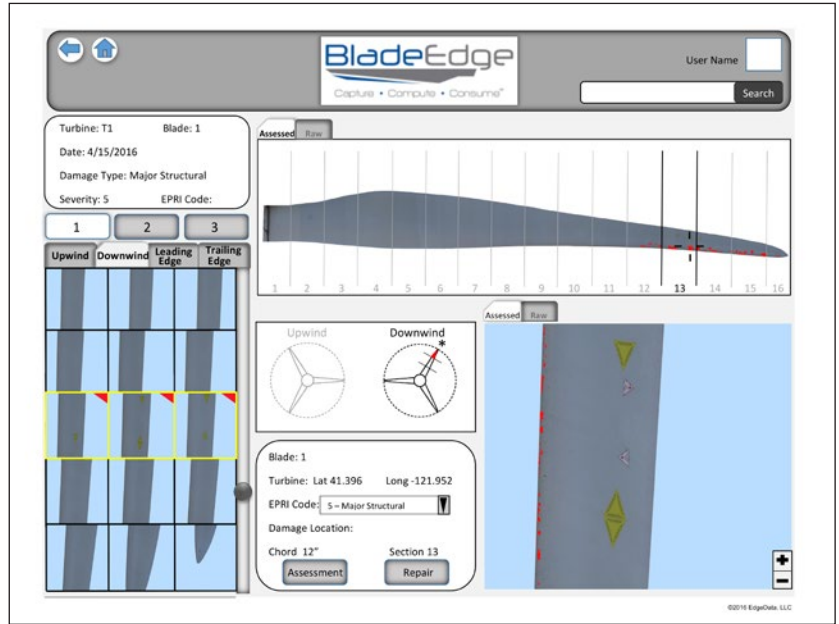 BladeEdge
Capture • Compute • Consume™
User Name
Search
Turbine: T1 Blade: 1
Date: 4/15/2016
Damage Type: Major Structural
Severity: 5 EPRI Code:
1 2 3
Upwind Downwind Leading Edge Trailing Edge
Assessed Raw
1 2 3 4 5 6 7 8 9 10 11 12 13 14 15 16
Upwind Downwind
*
Assessed Raw
Blade: 1
Turbine: Lat 41.396 Long -121.952
EPRI Code: 5 – Major Structural
Damage Location:
Chord 12” Section 13
Assessment Repair
+
−
©2016 EdgeData, LLC